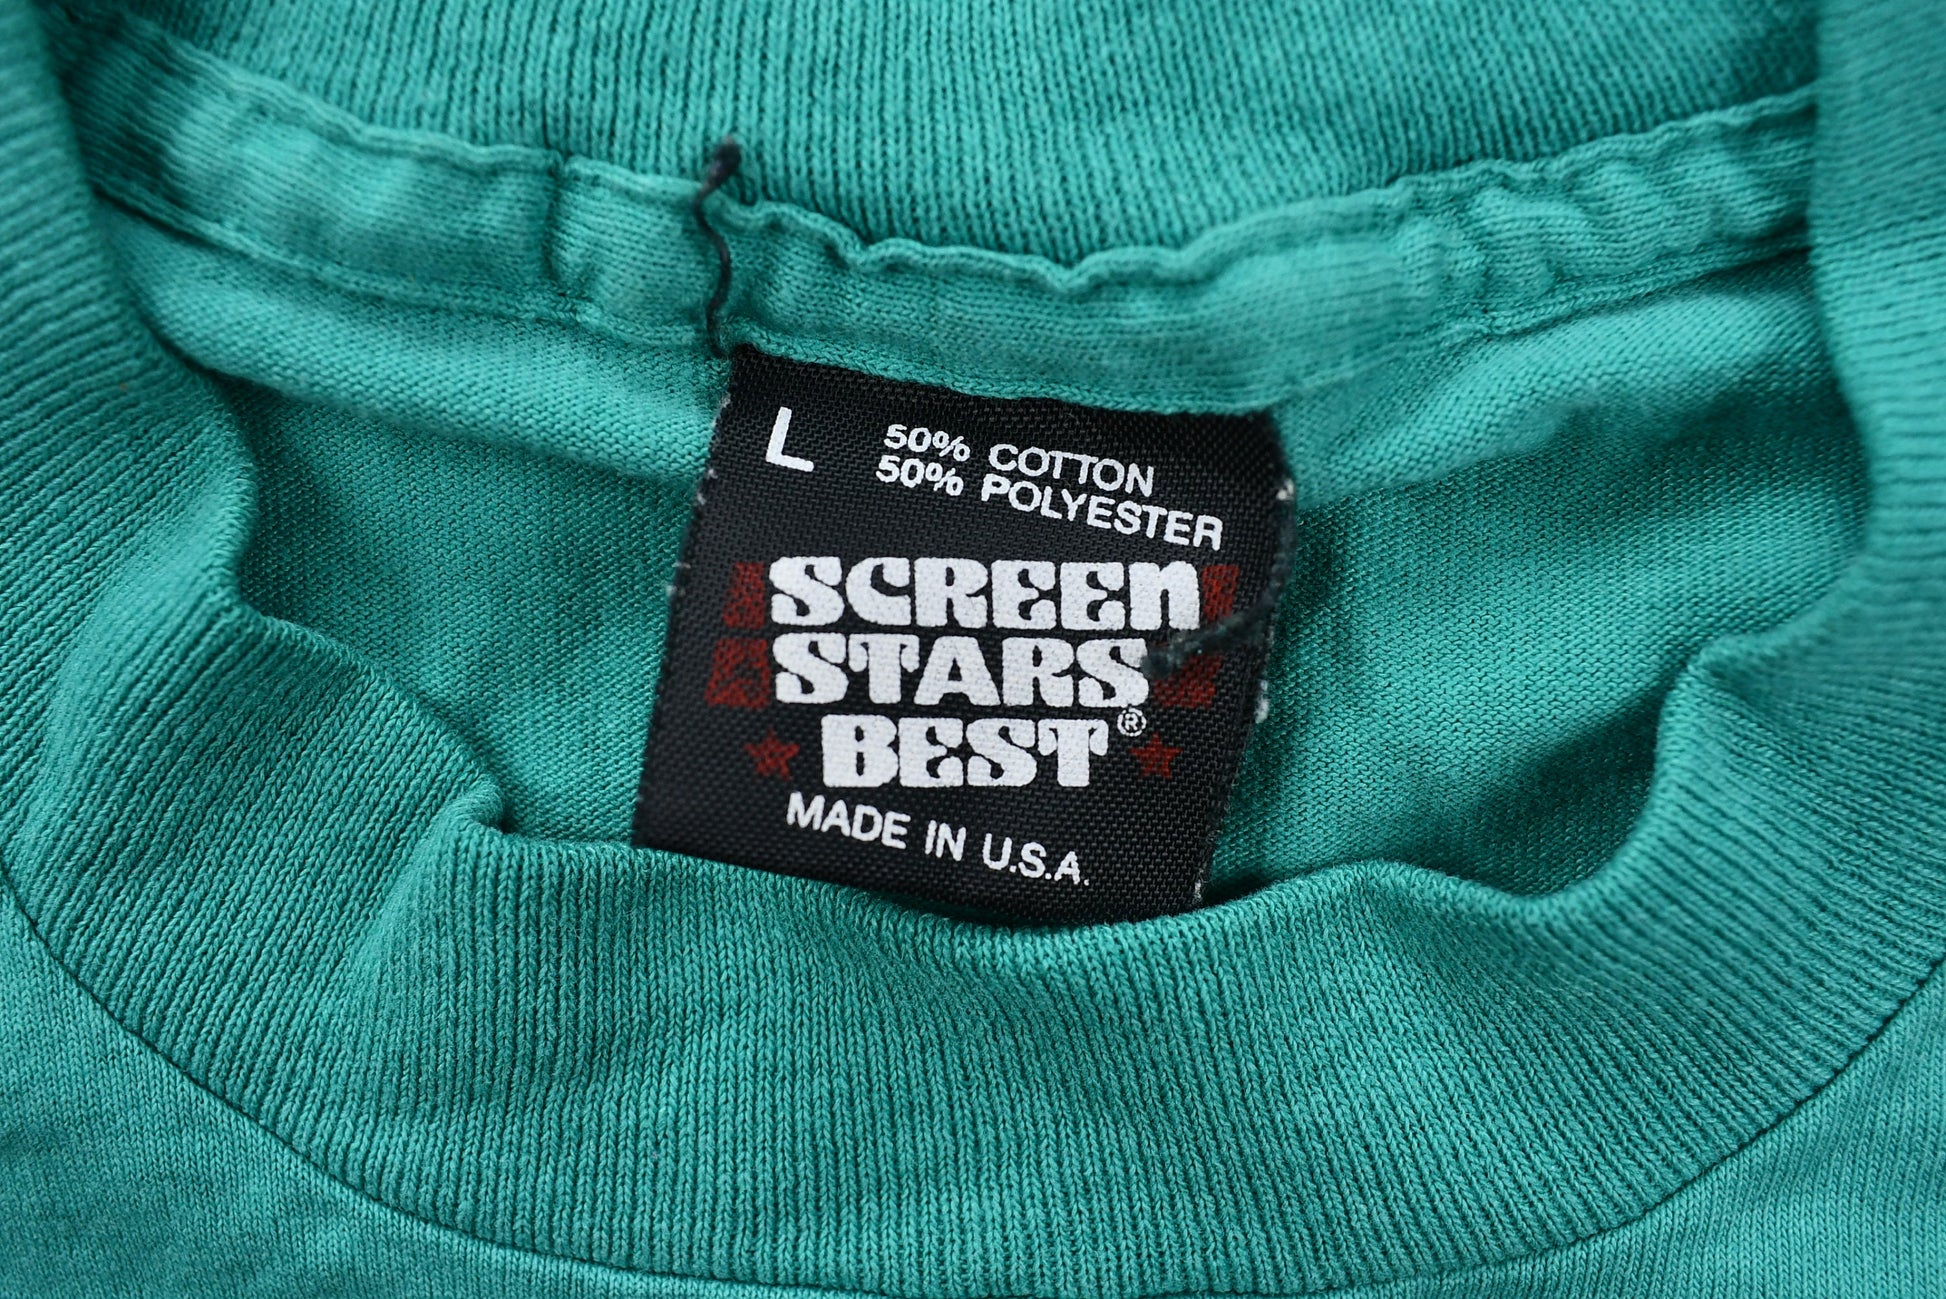 L
50% COTTON
50% POLYESTER
SCREEN
STARS
BEST®
MADE IN U.S.A.